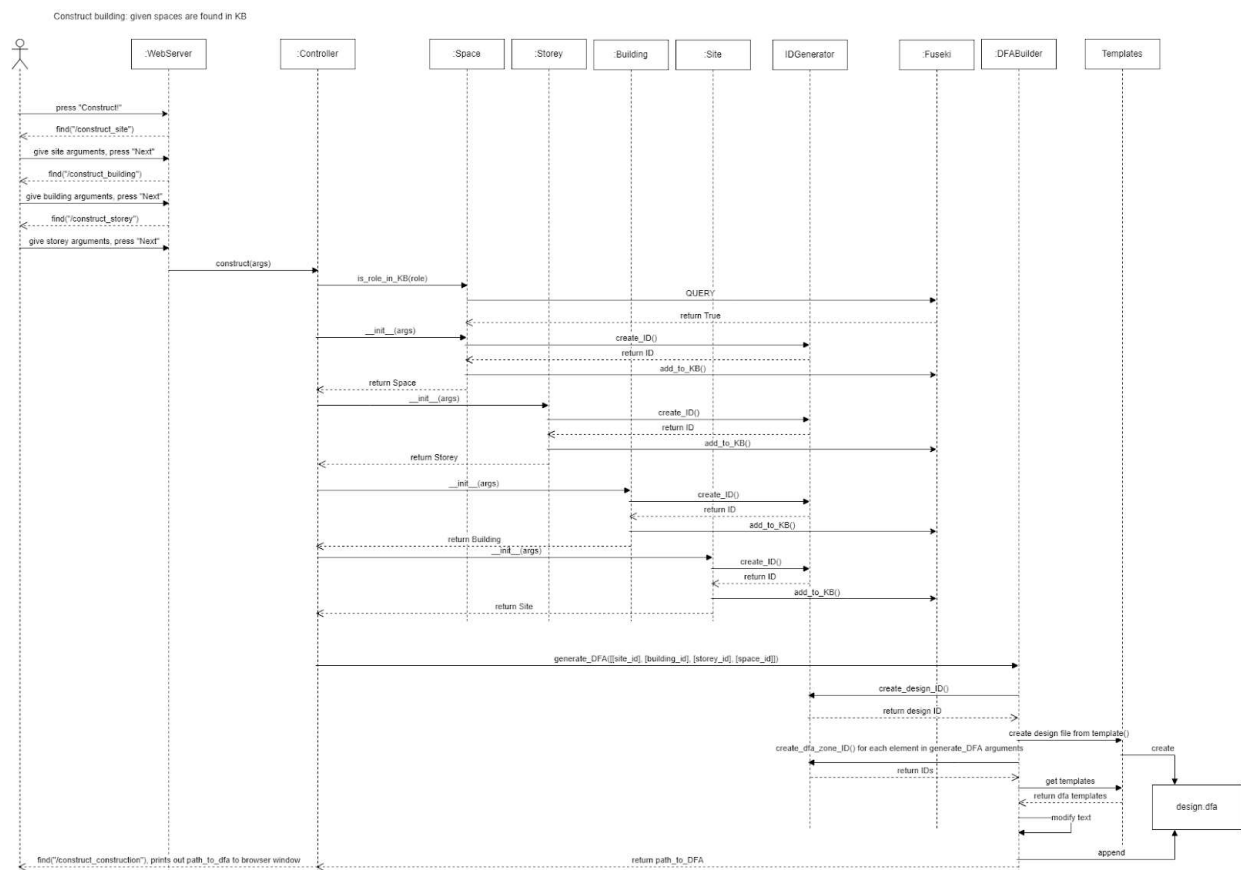 Construct building: given spaces are found in KB
:WebServer
:Controller
:Space
:Storey
:Building
:Site
IDGenerator
:Fuseki
:DFABuilder
Templates
press "Construct!"
find("/construct_site")
give site arguments, press "Next"
find("/construct_building")
give building arguments, press "Next"
find("/construct_storey")
give storey arguments, press "Next"
construct(args)
is_role_in_KB(role)
QUERY
return True
__init__(args)
create_ID()
return ID
add_to_KB()
return Space
__init__(args)
create_ID()
return ID
add_to_KB()
return Storey
__init__(args)
create_ID()
return ID
add_to_KB()
return Building
__init__(args)
create_ID()
return ID
add_to_KB()
return Site
generate_DFA([[site_id], [building_id], [storey_id], [space_id]])
create_design_ID()
return design ID
create design file from template()
create_dfa_zone_ID() for each element in generate_DFA arguments
create
return IDs
get templates
return dfa templates
design.dfa
modify text
append
find("/construct_construction"), prints out path_to_dfa to browser window
return path_to_DFA